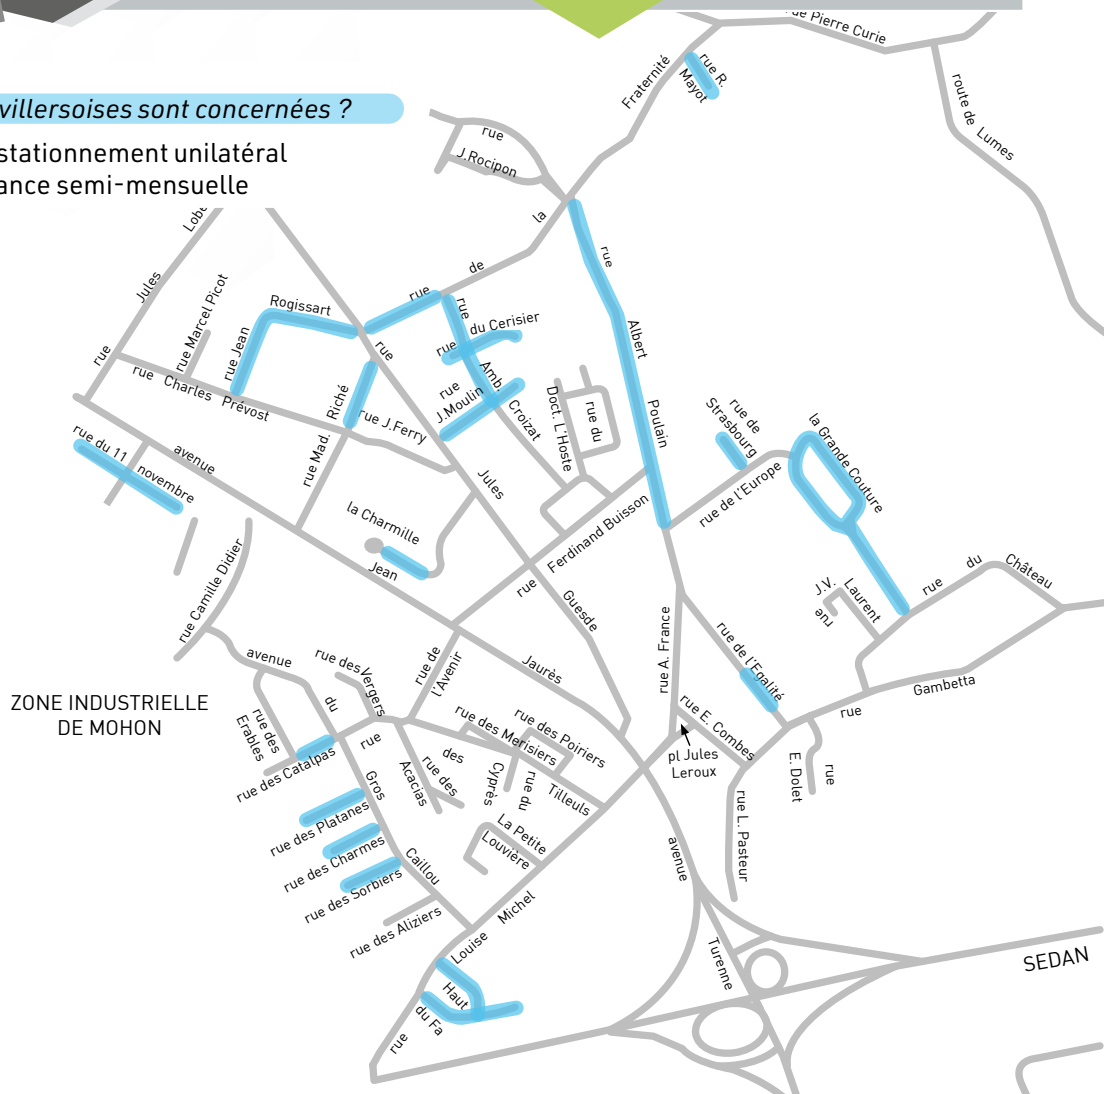 rue Pierre Curie
rue R.
Mayot
Fraternité
route de Lumes
villersoises sont concernées ?
stationnement unilatéral
ance semi-mensuelle
rue
J.Rocipon
la
de
rue
Jules
rue
rue Marcel Picot
rue Jean
Rogissart
rue
rue Charles Prévost
rue Mad. Riché
rue J.Ferry
rue
du Cerisier
rue
Amb.
Croizat
rue
J.Moulin
Doct. L'Hoste
rue du
rue
Albert
Poulain
rue de
Strasbourg
la Grande Couture
rue de l'Europe
rue du 11
novembre
avenue
la Charmille
Jean
Jules
rue Ferdinand Buisson
Guesde
rue Camille Didier
J.V.
Laurent
rue
rue du Château
rue A. France
rue de l'Egalité
rue Gambetta
ZONE INDUSTRIELLE
DE MOHON
avenue
du
rue des
Vergers
rue de
l'Avenir
Jaurès
rue des
Erables
rue des Catalpas
rue
Acacias
rue des
des
rue des Merisiers
rue des Poiriers
Cyprès
rue du
Tilleuls
Gros
Caillou
rue des Platanes
rue des Charmes
rue des Sorbiers
rue des Aliziers
La Petite
Louvière
rue E. Combes
pl Jules
Leroux
E. Dolet
rue
rue L. Pasteur
avenue
Turenne
Michel
Louise
Haut
du Fa
rue
SEDAN